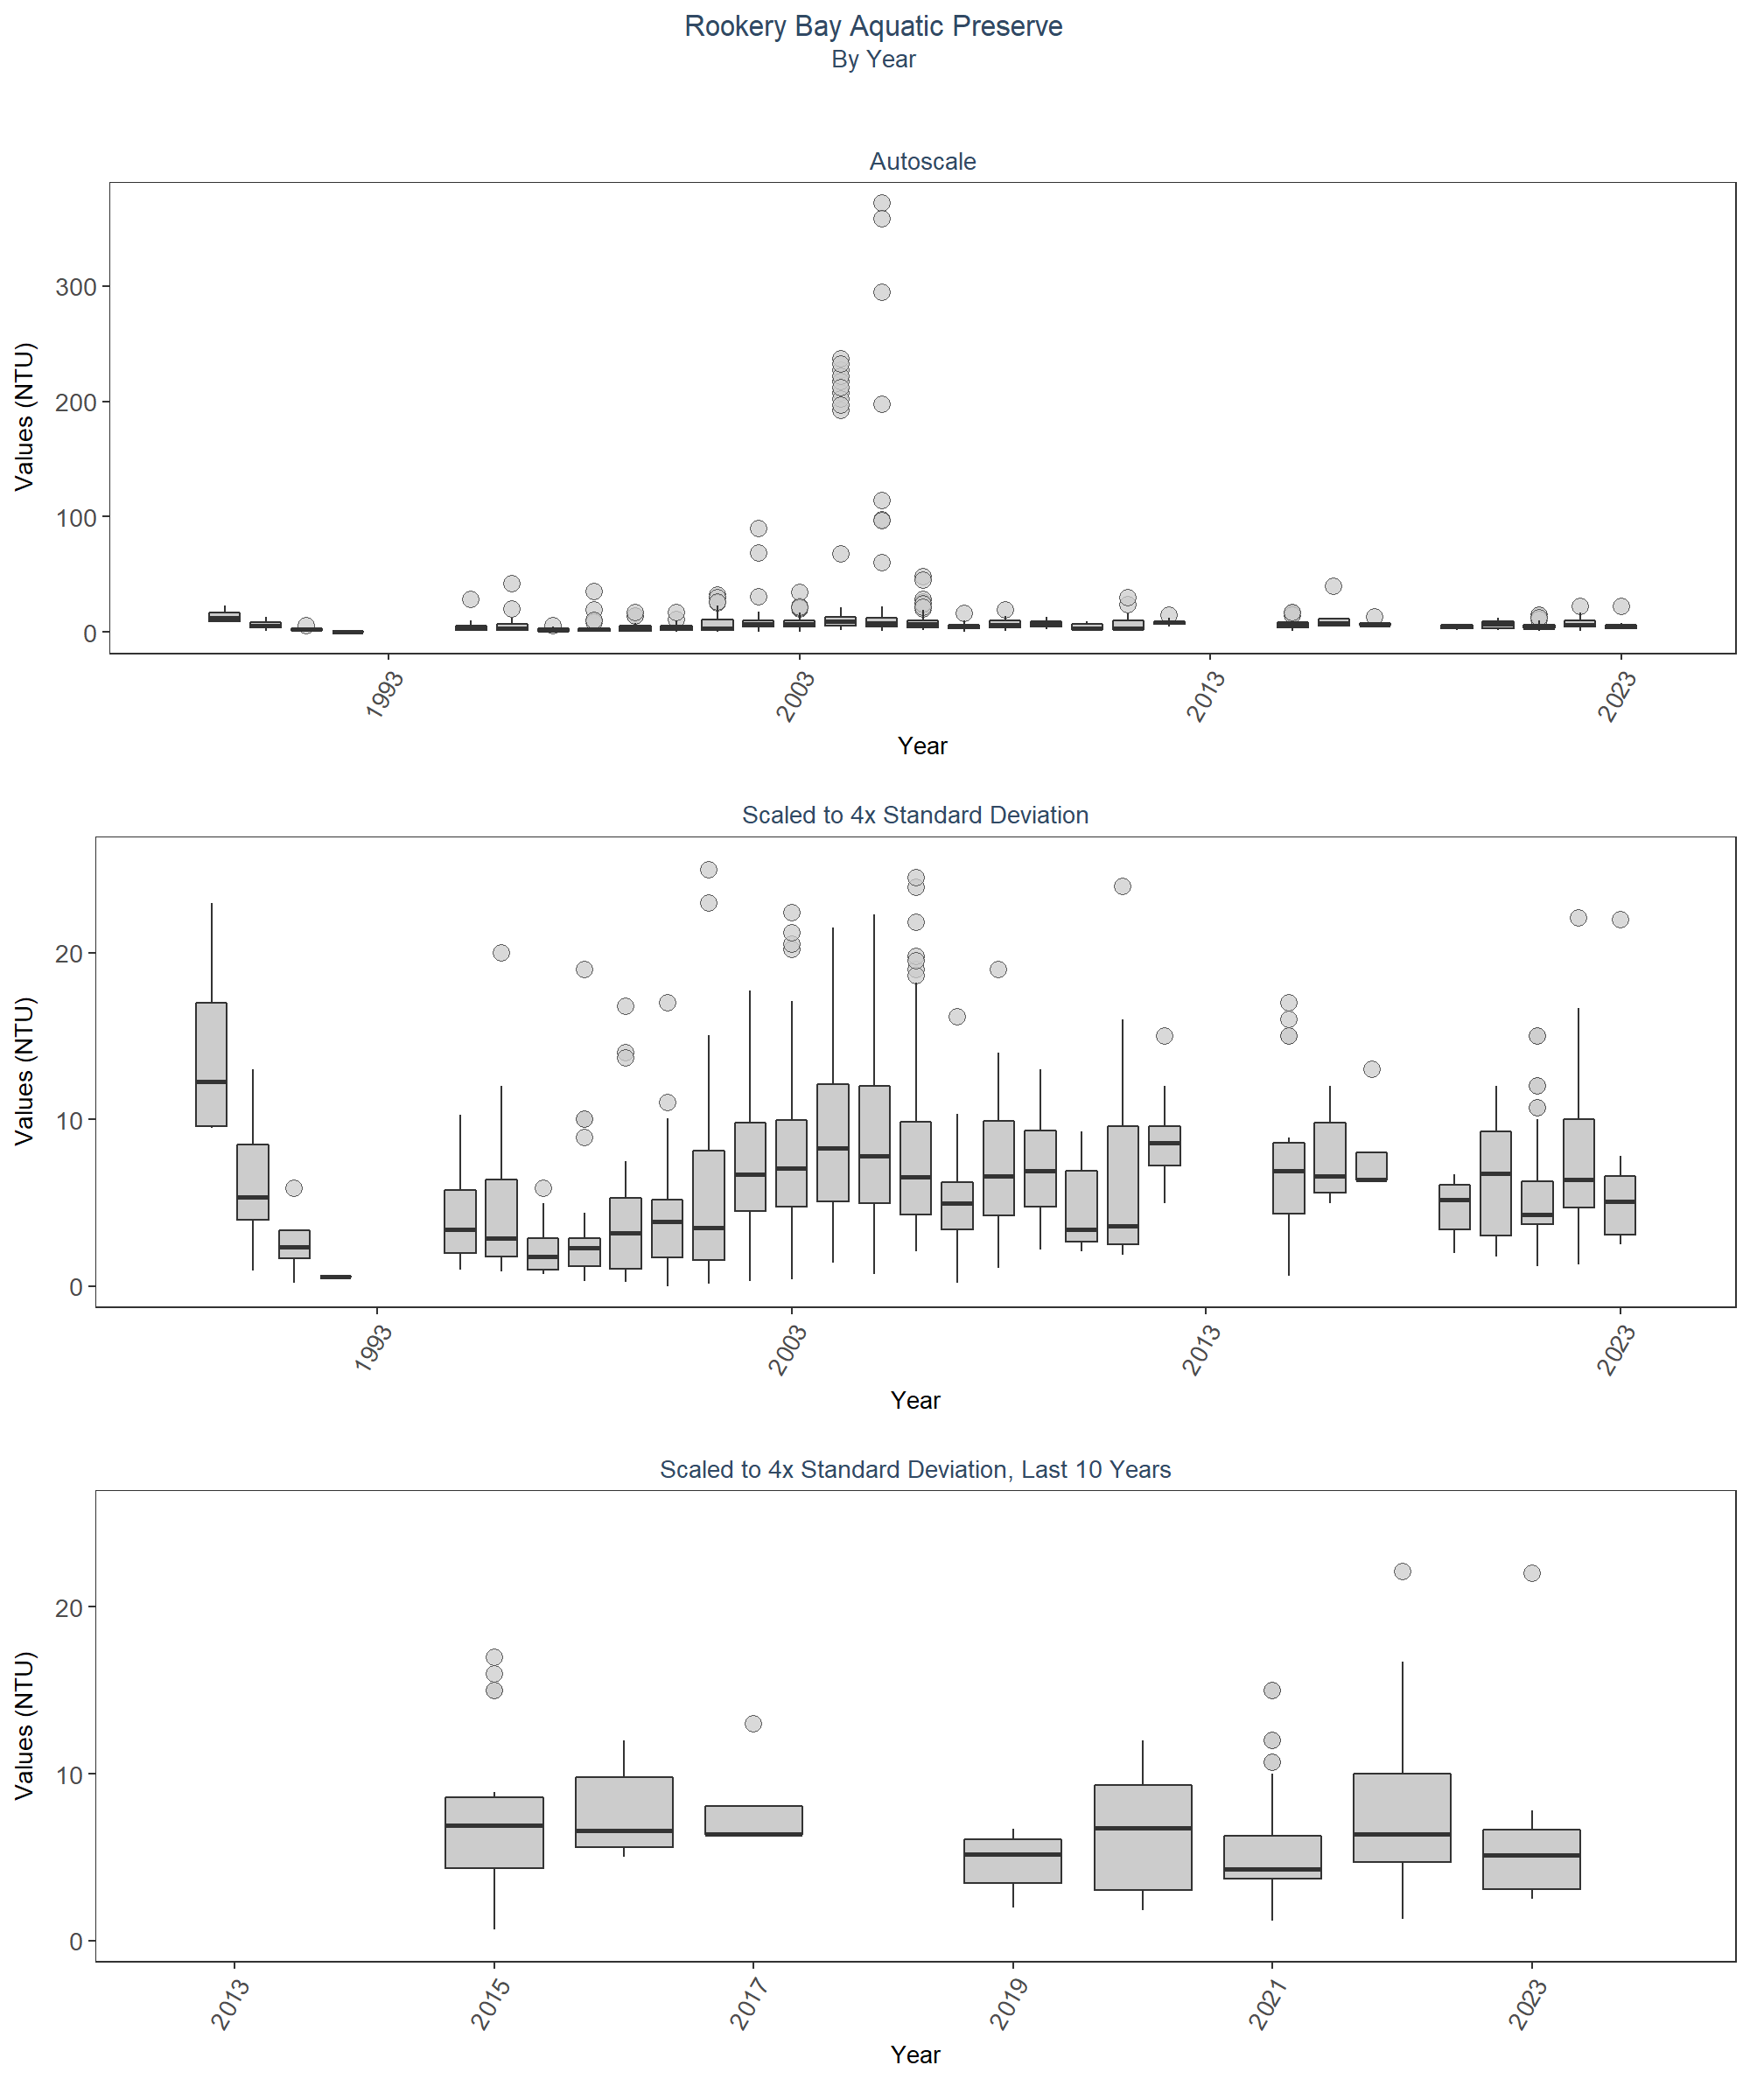 Rookery Bay Aquatic Preserve
By Year
Autoscale
Values (NTU)
300
200
100
0
1993
2003
2013
2023
Year
Scaled to 4x Standard Deviation
Values (NTU)
20
10
0
1993
2003
2013
2023
Year
Scaled to 4x Standard Deviation, Last 10 Years
Values (NTU)
20
10
0
2013
2015
2017
2019
2021
2023
Year